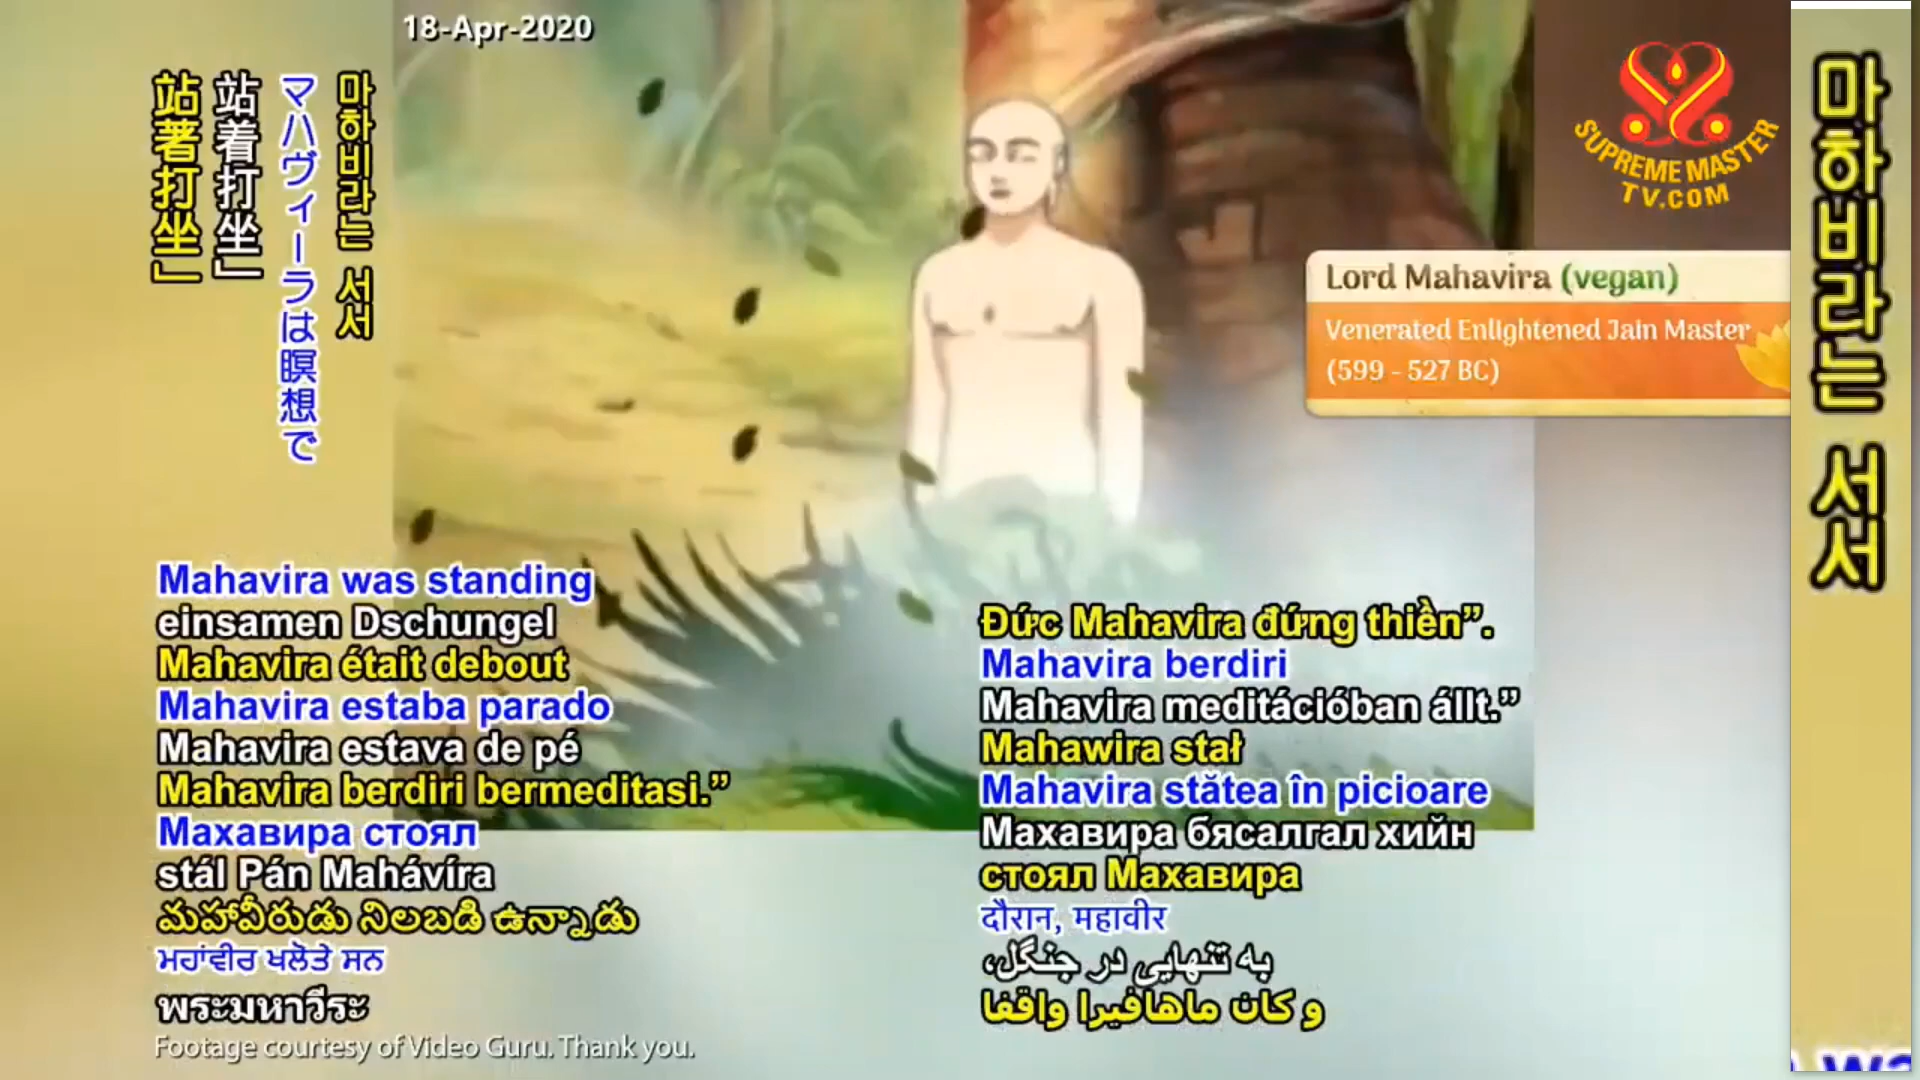 18-Apr-2020
마하비라는 서서
マハヴィーラは瞑想で
站着打坐」
站著打坐」
SUPREME MASTER
TV.COM
Lord Mahavira (vegan)
Venerated Enlightened Jain Master
(599 - 527 BC)
마하비라는 서서
Mahavira was standing
einsamen Dschungel
Mahavira était debout
Mahavira estaba parado
Mahavira estava de pé
Mahavira berdiri bermeditasi.”
Махавира стоял
stál Pán Mahávíra
మహావీరుడు నిలబడి ఉన్నాడు
ਮਹਾਂਵੀਰ ਖਲੋਤੇ ਸਨ
พระมหาวีระ
Footage courtesy of Video Guru. Thank you.
Đức Mahavira đứng thiền”.
Mahavira berdiri
Mahavira meditációban állt.”
Mahawira stał
Mahavira stătea în picioare
Махавира бясалгал хийн
стоял Махавира
दौरान, महावीर
به تنهایی در جنگل،
و كان ماهافيرا واقفا